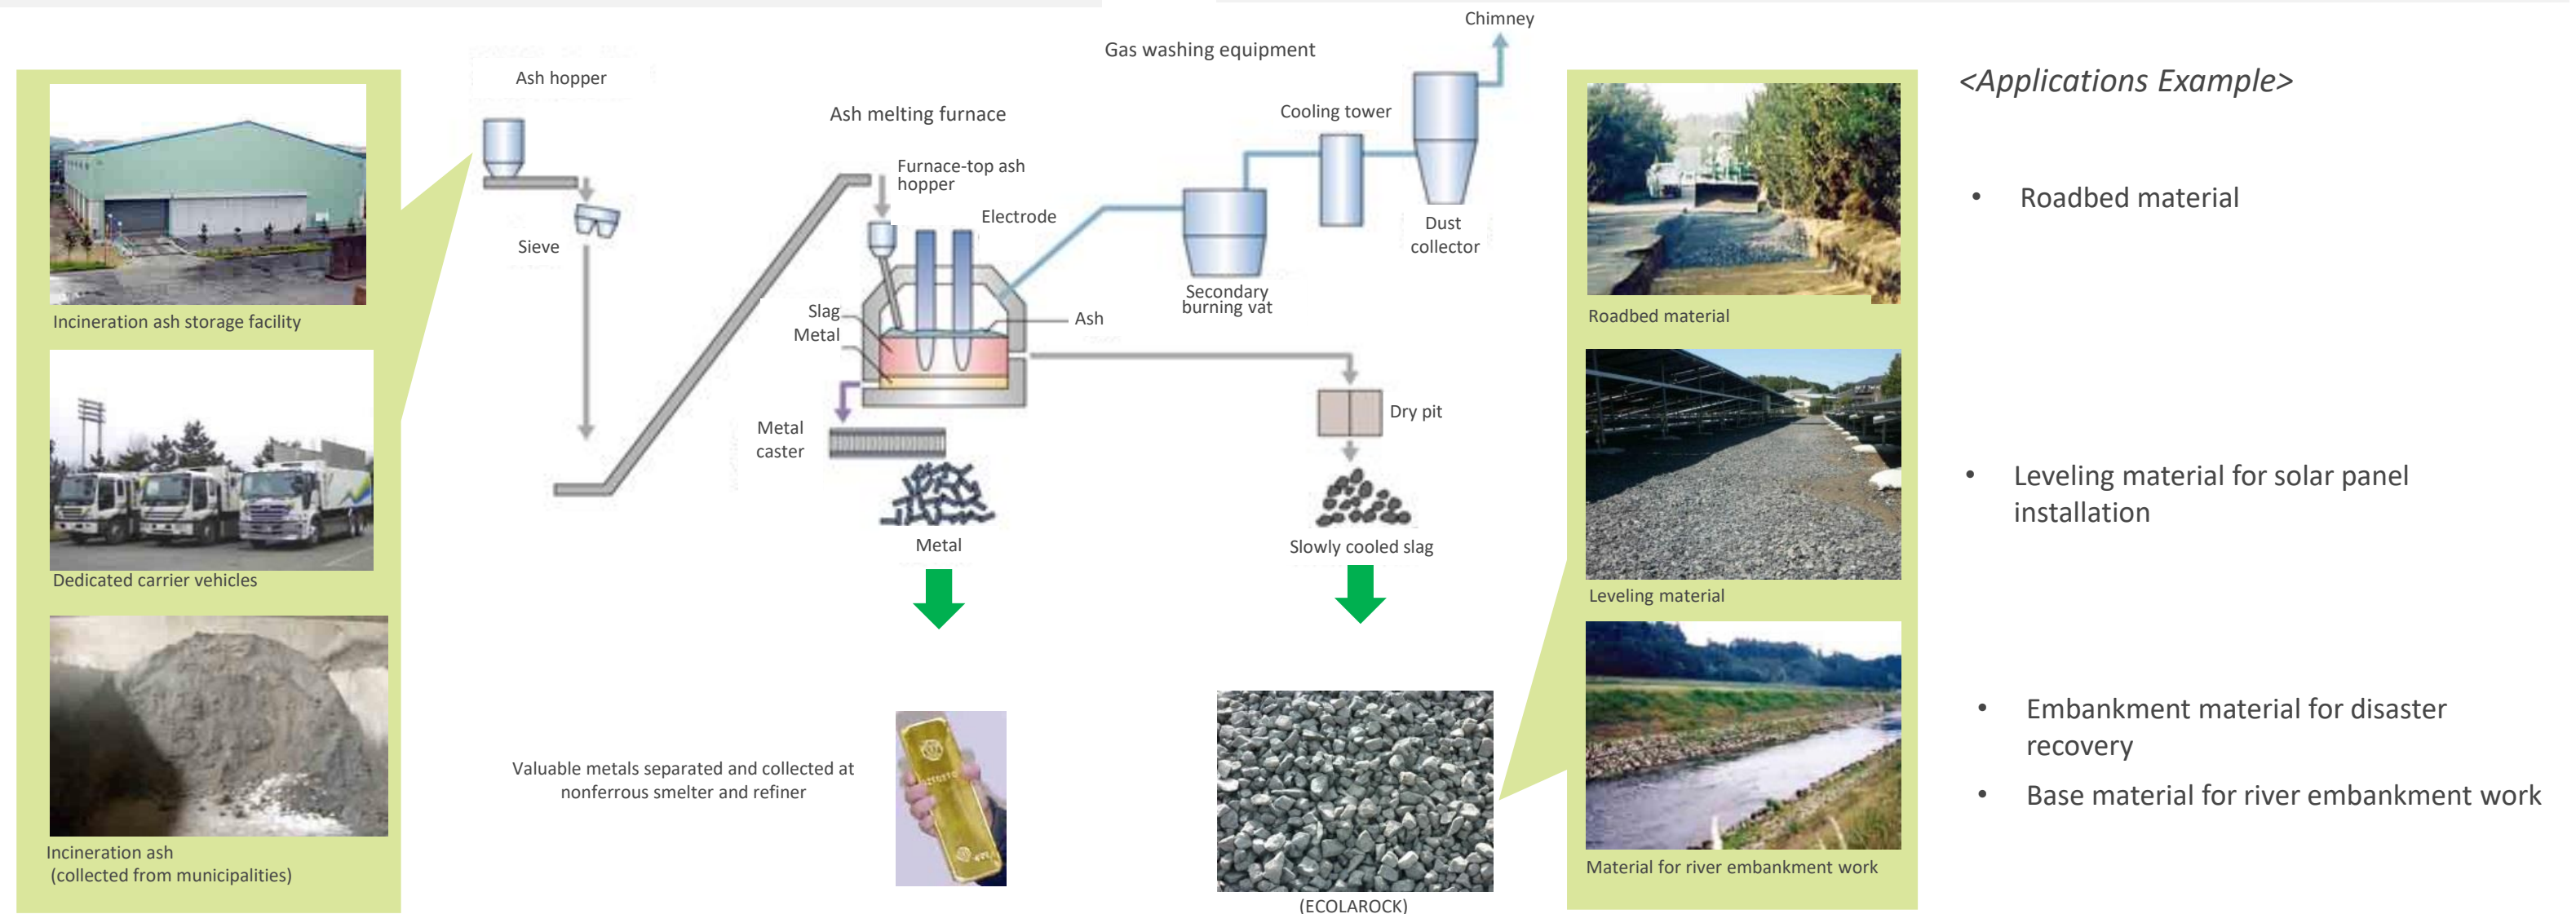 Incineration ash storage facility
Dedicated carrier vehicles
Incineration ash
(collected from municipalities)
Ash hopper
Sieve
Ash melting furnace
Furnace-top ash
hopper
Electrode
Slag
Metal
Ash
Metal
caster
Metal
Gas washing equipment
Chimney
Cooling tower
Dust
collector
Secondary
burning vat
Dry pit
Slowly cooled slag
Valuable metals separated and collected at
nonferrous smelter and refiner
(ECOLAROCK)
Roadbed material
Leveling material
Material for river embankment work
<Applications Example>
• Roadbed material
• Leveling material for solar panel
installation
• Embankment material for disaster
recovery
• Base material for river embankment work